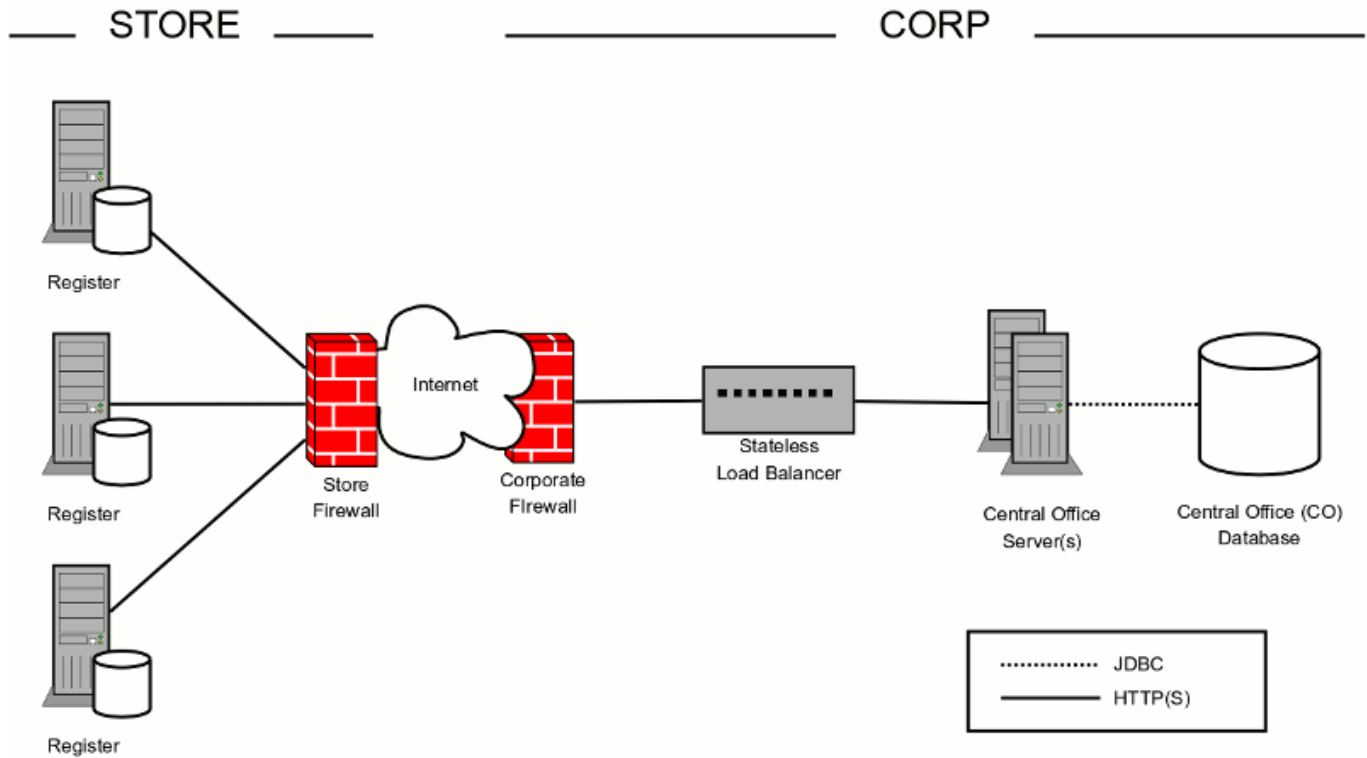 STORE
CORP
Register
Register
Register
Store
Firewall
Internet
Corporate
FIrewall
Stateless
Load Balancer
Central Office
Server(s)
Central Office (CO)
Database
JDBC
HTTP(S)